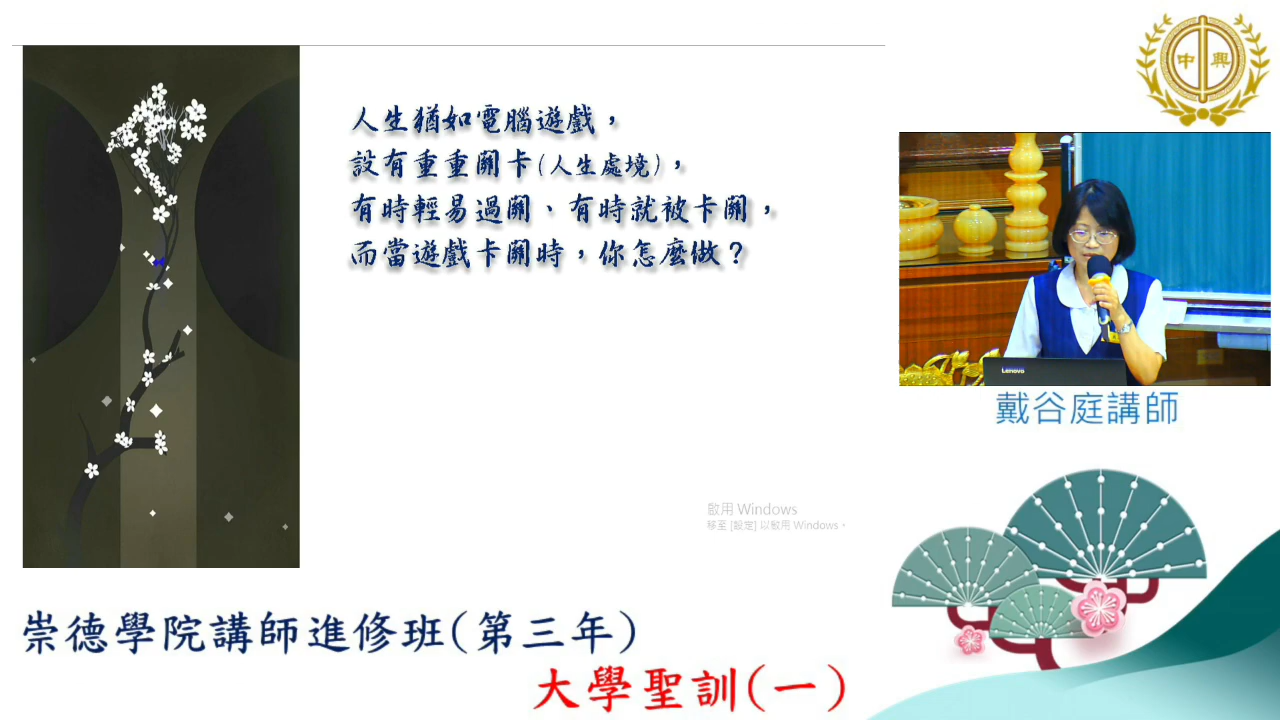 人生猶如電腦遊戲，
設有重重關卡(人生處境)，
有時輕易過關、有時就被卡關，
而當遊戲卡關時，你怎麼做？
中興
Lenovo
戴谷庭講師
啟用 Windows
移至 [設定] 以啟用 Windows。
崇德學院講師進修班(第三年)
大學聖訓(一)